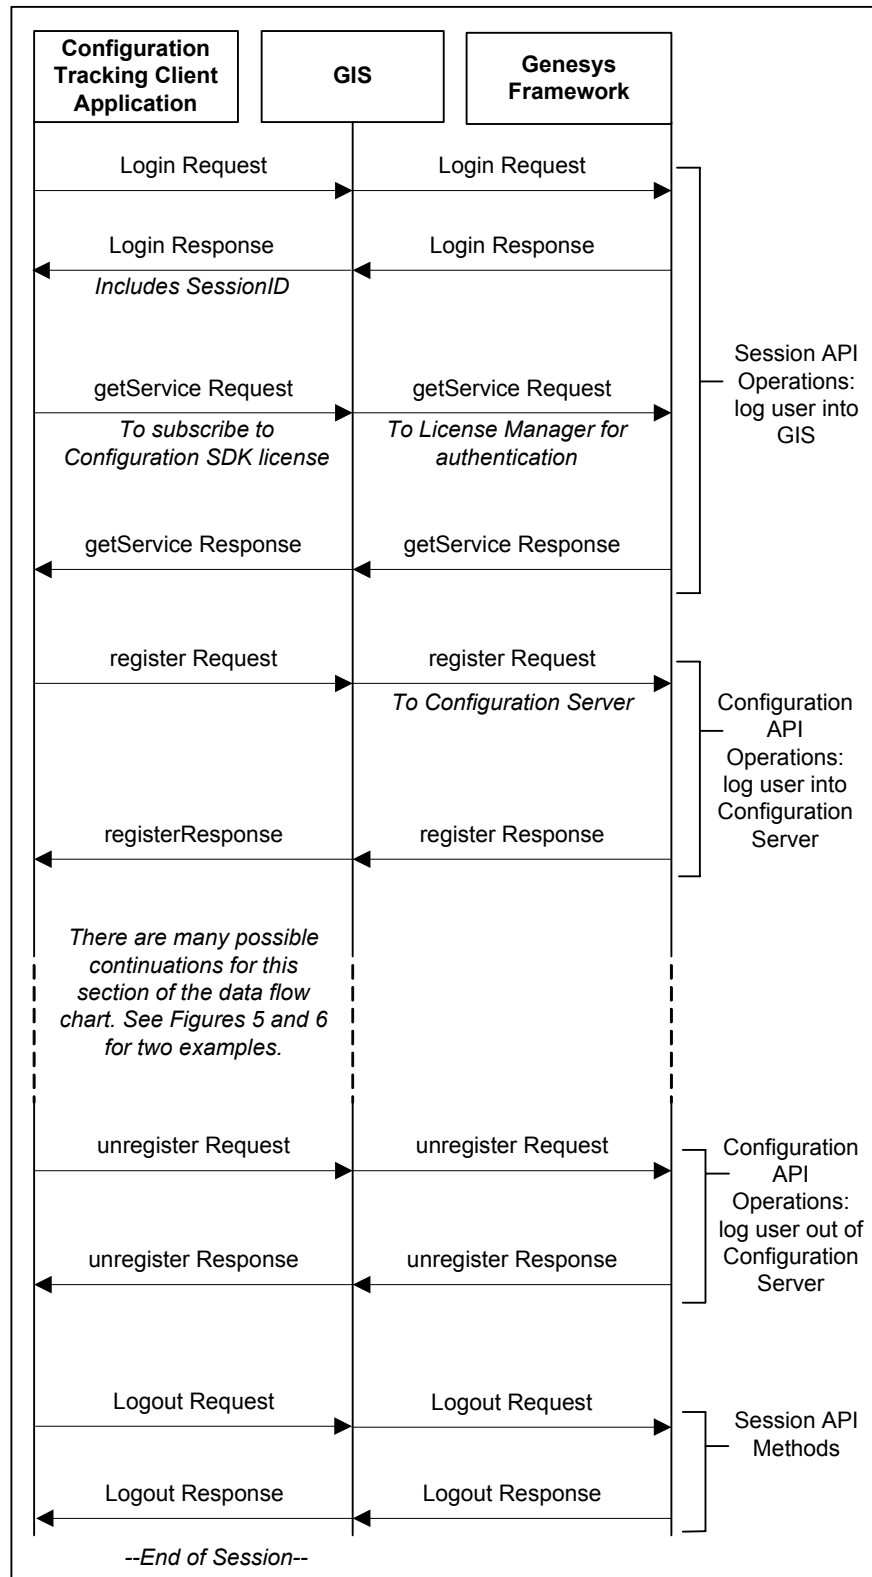 Configuration
Tracking Client
Application
GIS
Genesys
Framework
Login Request
Login Request
Login Response
Login Response
Includes SessionID
Session API
Operations:
log user into
GIS
getService Request
getService Request
To subscribe to
Configuration SDK license
To License Manager for
authentication
getService Response
getService Response
register Request
register Request
To Configuration Server
Configuration
API
Operations:
log user into
Configuration
Server
registerResponse
register Response
There are many possible
continuations for this
section of the data flow
chart. See Figures 5 and 6
for two examples.
unregister Request
unregister Request
Configuration
API
Operations:
log user out of
Configuration
Server
unregister Response
unregister Response
Logout Request
Logout Request
Session API
Methods
Logout Response
Logout Response
--End of Session--